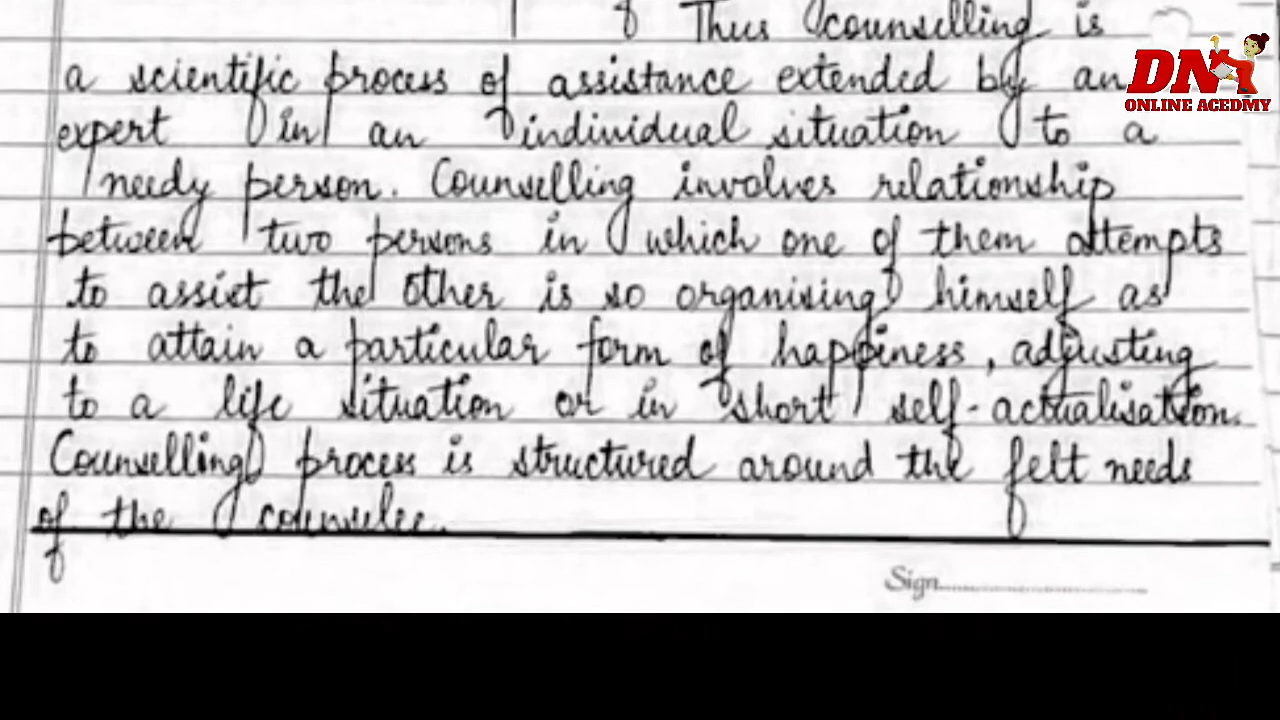 Thus counselling is
a scientific process of assistance extended by an
expert in an individual situation to a
needy person. Counselling involves relationship
between two persons in which one of them attempts
to assist the other is so organising himself as
to attain a particular form of happiness, adjusting
to a life situation or in short self-actualisation.
Counselling process is structured around the felt needs
of the counselee.
Sign
DN
ONLINE ACEDMY